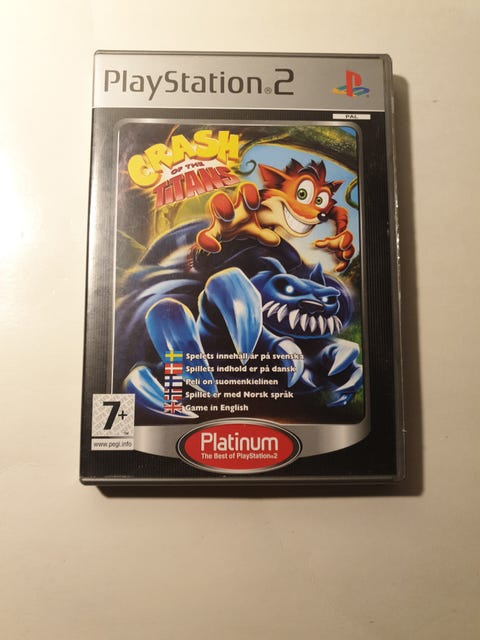 PlayStation®2
PAL
CRASH
OF THE
TITANS
Spelets innehåll är på svenska
Spillets indhold er på dansk
Peli on suomenkielinen
Spillet er med Norsk språk
Game in English
7+
www.pegi.info
Platinum
The Best of PlayStation®2